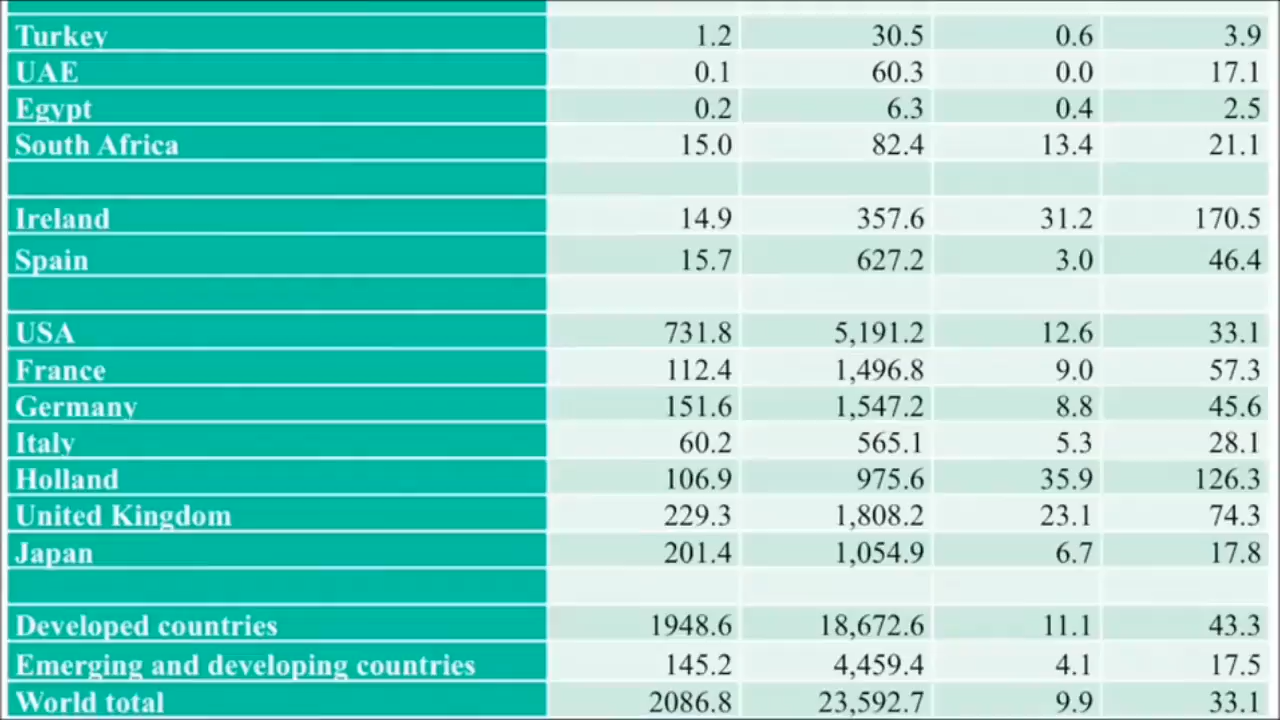 Turkey 1.2 30.5 0.6 3.9
UAE 0.1 60.3 0.0 17.1
Egypt 0.2 6.3 0.4 2.5
South Africa 15.0 82.4 13.4 21.1
Ireland 14.9 357.6 31.2 170.5
Spain 15.7 627.2 3.0 46.4
USA 731.8 5,191.2 12.6 33.1
France 112.4 1,496.8 9.0 57.3
Germany 151.6 1,547.2 8.8 45.6
Italy 60.2 565.1 5.3 28.1
Holland 106.9 975.6 35.9 126.3
United Kingdom 229.3 1,808.2 23.1 74.3
Japan 201.4 1,054.9 6.7 17.8
Developed countries 1948.6 18,672.6 11.1 43.3
Emerging and developing countries 145.2 4,459.4 4.1 17.5
World total 2086.8 23,592.7 9.9 33.1